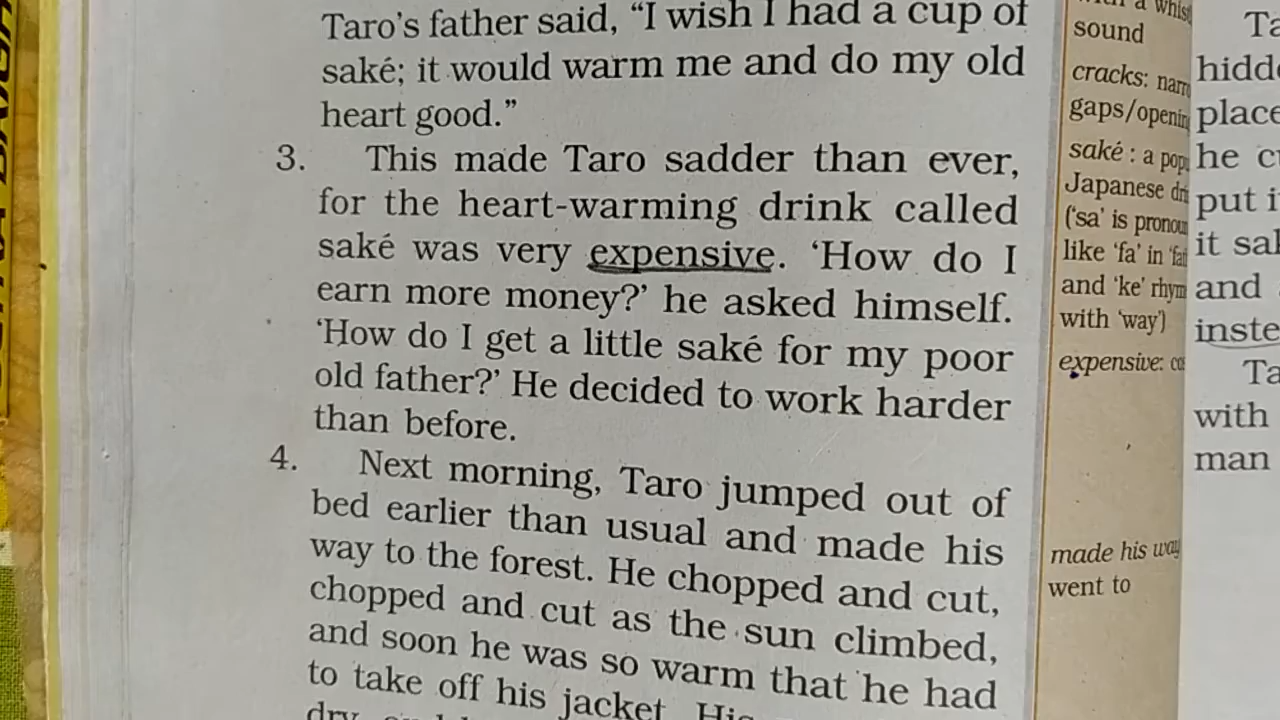 Taro's father said, "I wish I had a cup of
saké; it would warm me and do my old
heart good."
3. This made Taro sadder than ever,
for the heart-warming drink called
saké was very expensive. 'How do I
earn more money?' he asked himself.
'How do I get a little saké for my poor
old father?' He decided to work harder
than before.
4. Next morning, Taro jumped out of
bed earlier than usual and made his
way to the forest. He chopped and cut,
chopped and cut as the sun climbed,
and soon he was so warm that he had
to take off his jacket. His
sound
cracks:
gaps/
saké : a
Japanese
('sa' is
like 'fa' in
and 'ke'
with 'way')
expensive:
made his way
went to
he
put
it
and
with
man